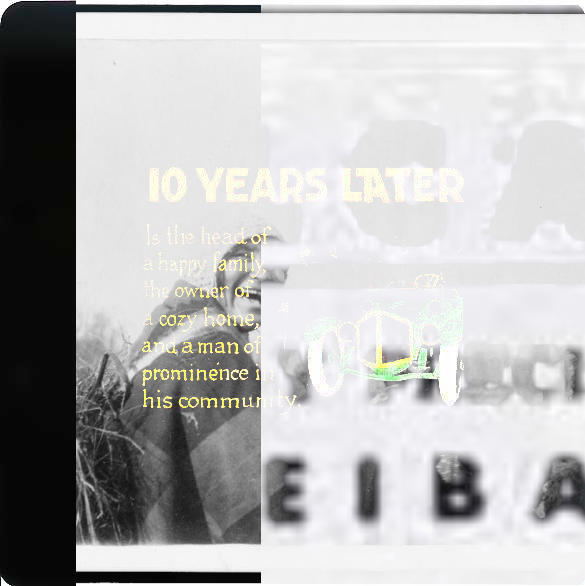 10 YEARS LATER
Is the head of
a happy family,
the owner of
a cozy home,
and a man of
prominence in
his community.
EIBA